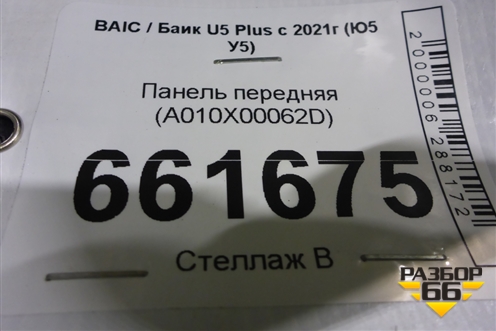 BAIC / Баик U5 Plus с 2021г (Ю5
У5)
Панель передняя
(A010X00062D)
661675
Стеллаж В
2000006288172
РАЗБОР
66